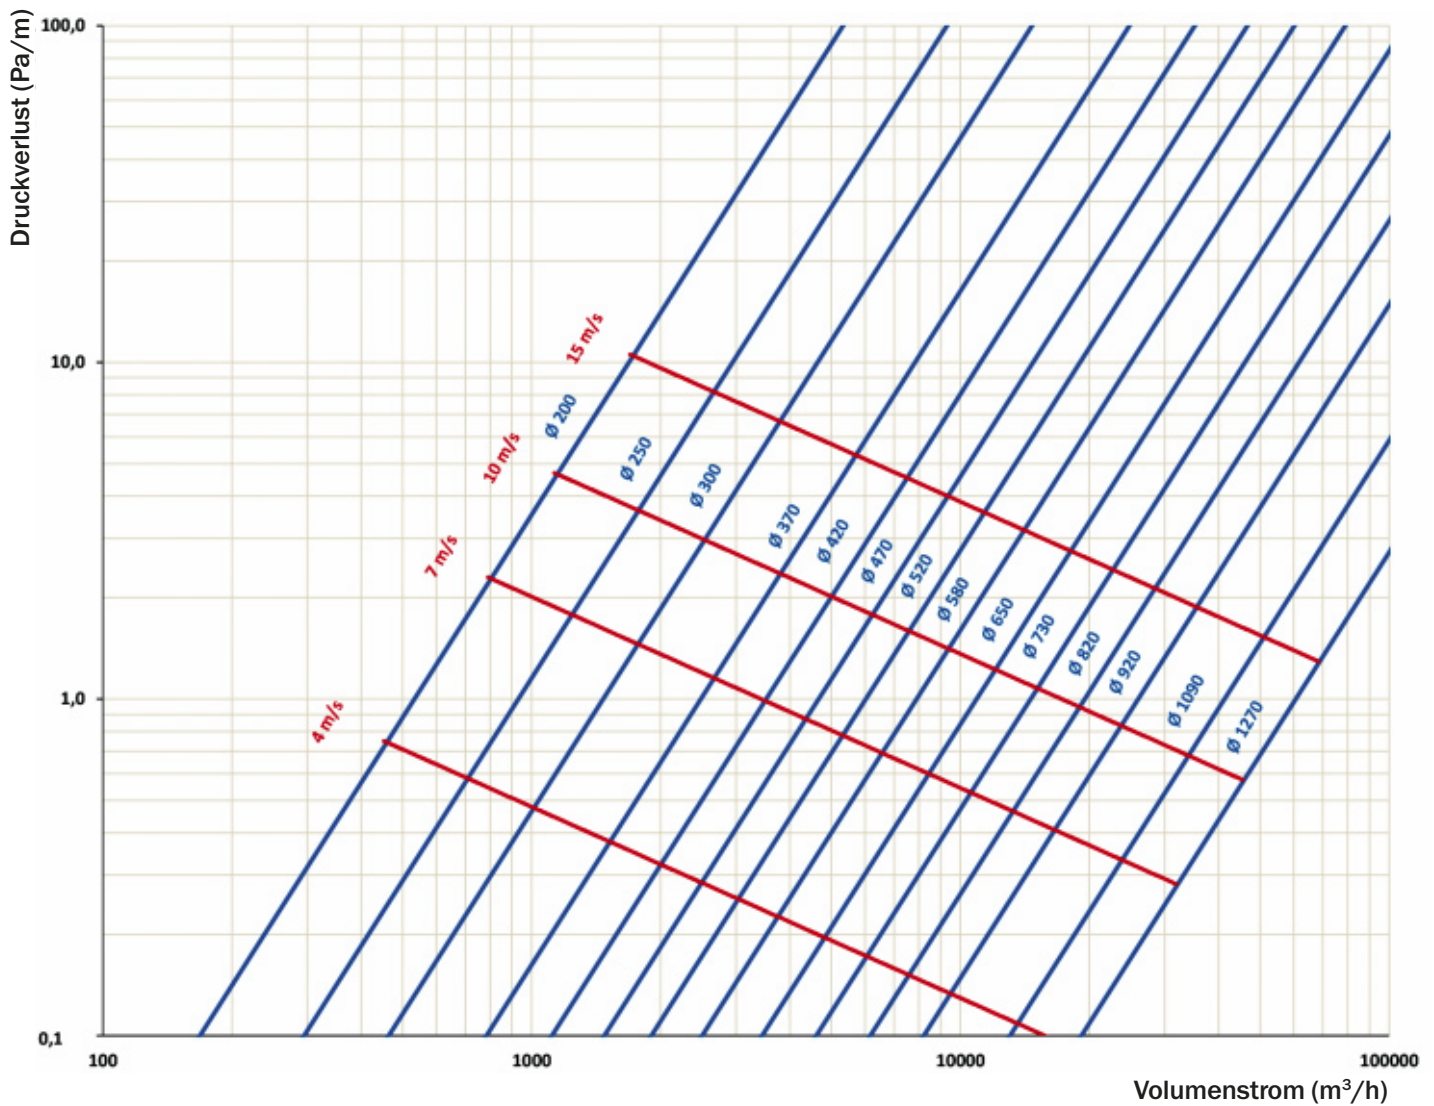 Druckverlust (Pa/m)
100,0
10,0
1,0
0,1
15 m/s
10 m/s
7 m/s
4 m/s
Ø 200
Ø 250
Ø 300
Ø 370
Ø 420
Ø 470
Ø 520
Ø 580
Ø 650
Ø 730
Ø 820
Ø 920
Ø 1090
Ø 1270
100
1000
10000
100000
Volumenstrom (m³/h)